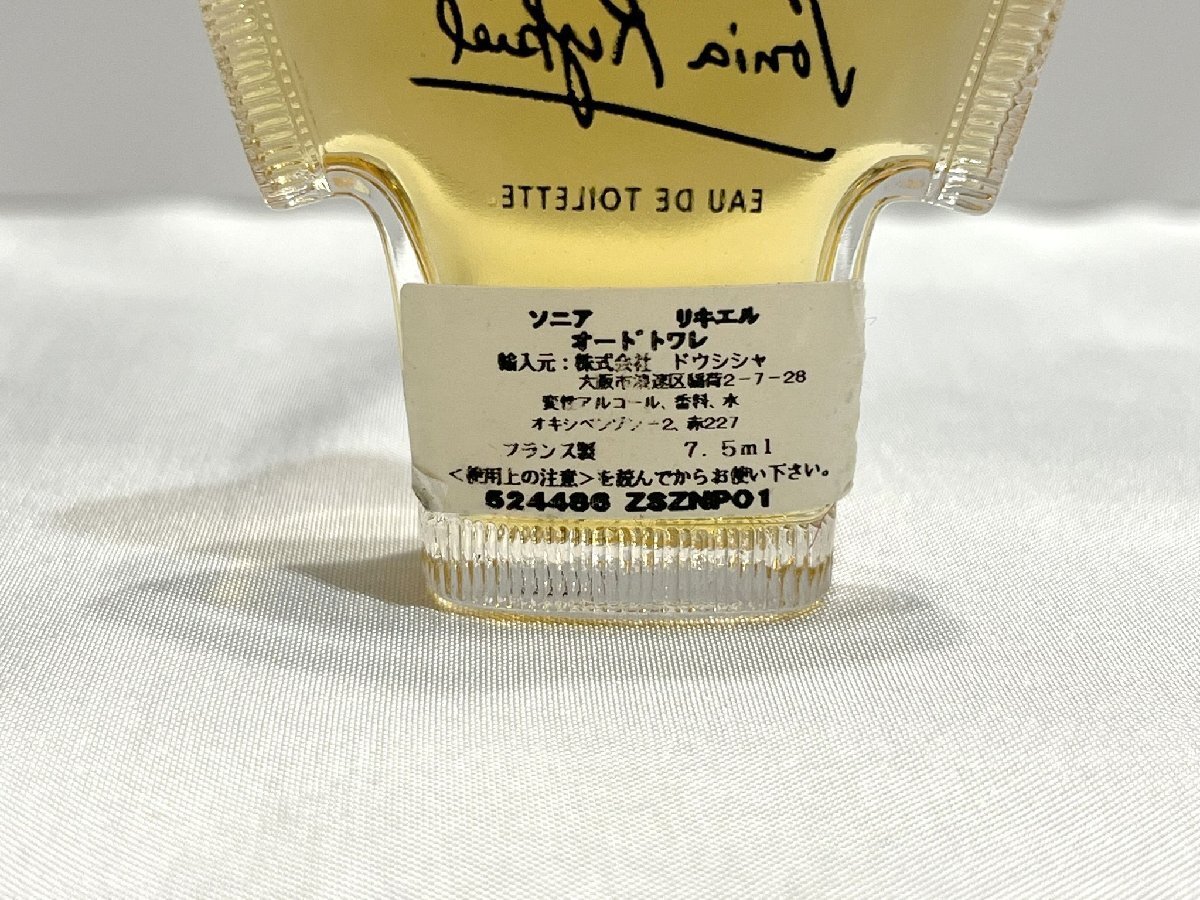 Sonia Rykiel
EAU DE TOILETTE
ソニア リキエル
オードトワレ
輸入元:株式会社 ドウシシャ
大阪市浪速区稲荷2-7-28
変性アルコール、香料、水
オキシベンゾン-2、赤227
フランス製 7.5ml
<使用上の注意>を読んでからお使い下さい。
524486 ZSZNP01